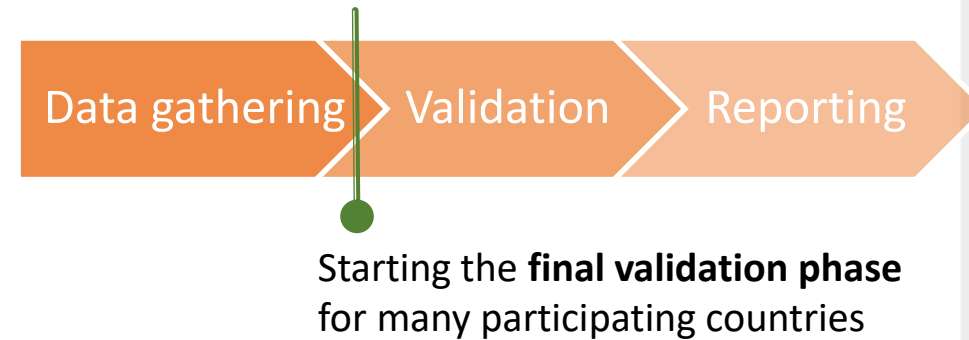 Data gathering Validation Reporting
Starting the final validation phase
for many participating countries